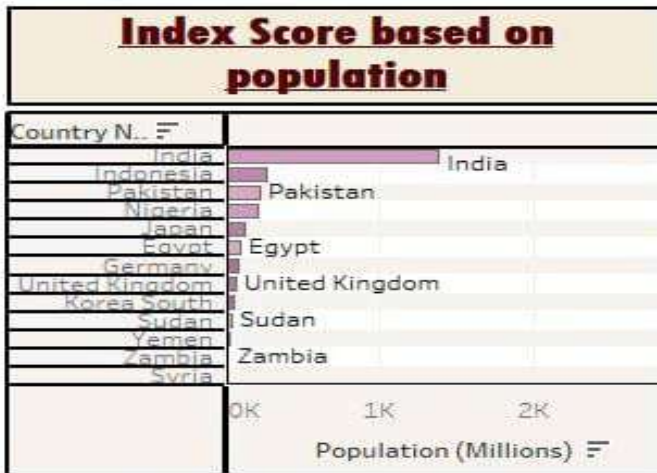 Index Score based on
population
Country N..
India
India
Indonesia
Pakistan
Pakistan
Nigeria
Japan
Egypt
Egypt
Germany
United Kingdom
United Kingdom
Korea South
Sudan
Sudan
Yemen
Zambia
Zambia
Syria
0K 1K 2K
Population (Millions)